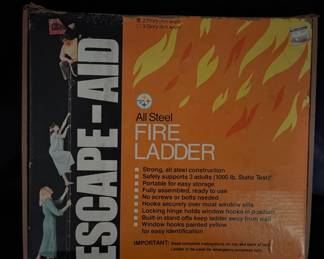 ESCAPE-AID
All Steel
FIRE
LADDER
Strong, all steel construction
Safely supports 3 adults (1000 lb. Static Test)*
Portable for easy storage
Fully assembled, ready to use
No screws or bolts needed
Hooks securely over most window sills
Locking hinge holds window hooks in position
Built-in stand offs keep ladder away from wall
Window hooks painted yellow
for easy identification
IMPORTANT: